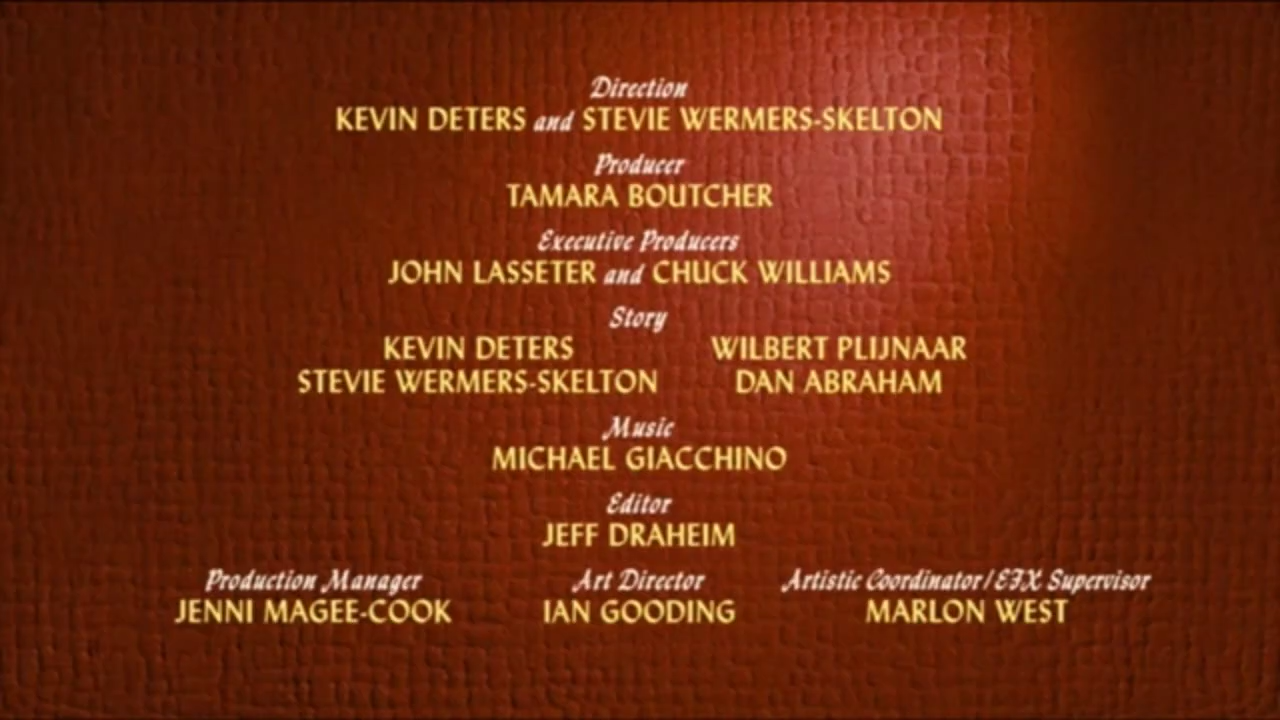 Direction
KEVIN DETERS and STEVIE WERMERS-SKELTON
Producer
TAMARA BOUTCHER
Executive Producers
JOHN LASSETER and CHUCK WILLIAMS
Story
KEVIN DETERS WILBERT PLIJNAAR
STEVIE WERMERS-SKELTON DAN ABRAHAM
Music
MICHAEL GIACCHINO
Editor
JEFF DRAHEIM
Production Manager Art Director Artistic Coordinator/EFX Supervisor
JENNI MAGEE-COOK IAN GOODING MARLON WEST